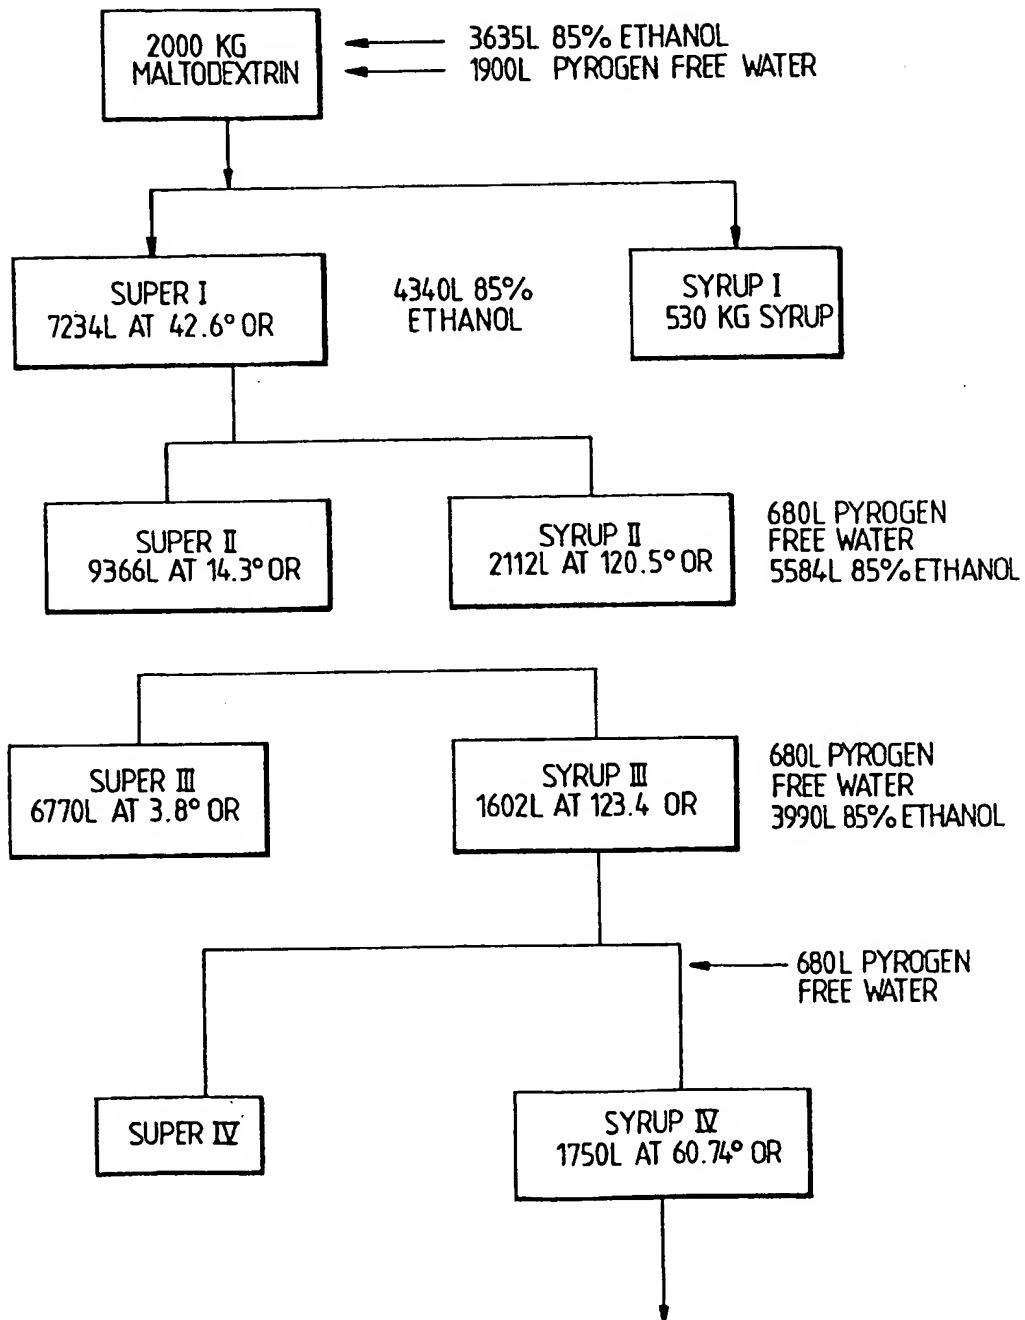 2000 KG
MALTODEXTRIN
3635L 85% ETHANOL
1900L PYROGEN FREE WATER
SUPER I
7234L AT 42.6° OR
4340L 85%
ETHANOL
SYRUP I
530 KG SYRUP
SUPER II
9366L AT 14.3° OR
SYRUP II
2112L AT 120.5° OR
680L PYROGEN
FREE WATER
5584L 85% ETHANOL
SUPER III
6770L AT 3.8° OR
SYRUP III
1602L AT 123.4 OR
680L PYROGEN
FREE WATER
3990L 85% ETHANOL
680L PYROGEN
FREE WATER
SUPER IV
SYRUP IV
1750L AT 60.74° OR